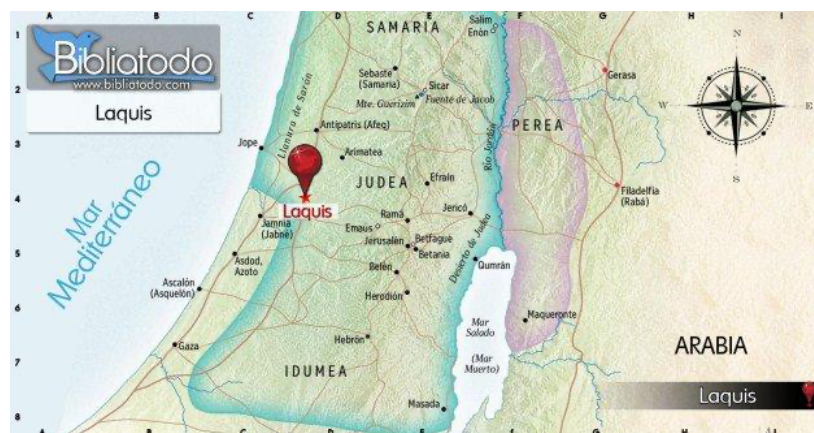 A B C D E F G H I
1
2
3
4
5
6
7
8
Bibliatodo
www.bibliatodo.com
Laquis
SAMARIA
Salim
Enón
Sebaste
(Samaria)
Sicar
Mte. Guerizim
Fuente de Jacob
Gerasa
N
W
E
S
Llanura de Sarón
Antipatris (Afeq)
Río Jordán
PEREA
Jope
Arimatea
JUDEA
Efraín
Filadelfia
(Rabá)
Mar
Mediterráneo
Laquis
Jamnia
(Jabné)
Ramá
Jericó
Emaus
Jerusalén
Betfagué
Betania
Desierto de Judea
Asdod,
Azoto
Belén
Qumrán
Ascalón
(Asquelón)
Herodión
Mar
Salado
(Mar
Muerto)
Maqueronte
Gaza
Hebrón
ARABIA
IDUMEA
Masada
Laquis
A B C D E F G H I